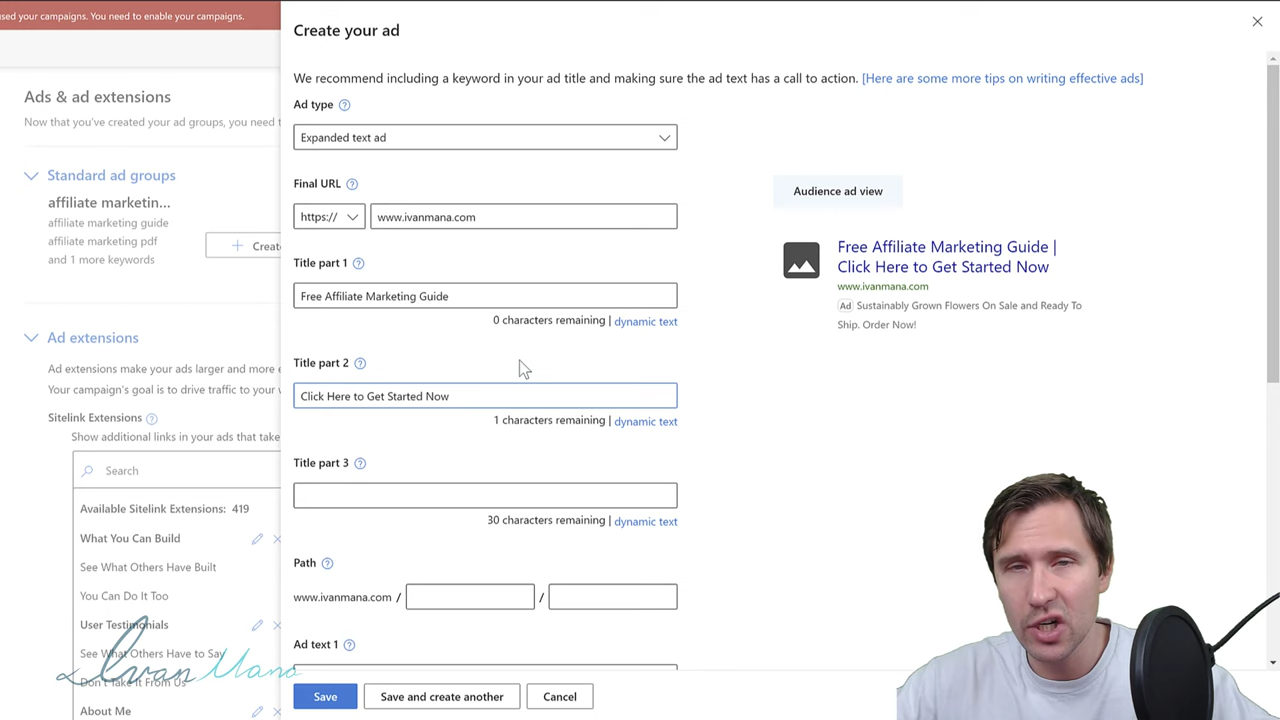 used your campaigns. You need to enable your campaigns.
Create your ad
We recommend including a keyword in your ad title and making sure the ad text has a call to action. [Here are some more tips on writing effective ads]
Ads & ad extensions
Now that you've created your ad groups, you need t
Standard ad groups
affiliate marketin...
affiliate marketing guide
affiliate marketing pdf
and 1 more keywords
Create
Ad extensions
Ad extensions make your ads larger and more e
Your campaign's goal is to drive traffic to your w
Sitelink Extensions
Show additional links in your ads that take
Search
Available Sitelink Extensions: 419
What You Can Build
See What Others Have Built
You Can Do It Too
User Testimonials
See What Others Have to Say
Don't Take It From Us
About Me
Ivan Mana
Ad type
Expanded text ad
Final URL
https://
www.ivanmana.com
Title part 1
Free Affiliate Marketing Guide
0 characters remaining | dynamic text
Title part 2
Click Here to Get Started Now
1 characters remaining | dynamic text
Title part 3
30 characters remaining | dynamic text
Path
www.ivanmana.com / /
Ad text 1
Save
Save and create another
Cancel
Audience ad view
Free Affiliate Marketing Guide |
Click Here to Get Started Now
www.ivanmana.com
Ad Sustainably Grown Flowers On Sale and Ready To
Ship. Order Now!